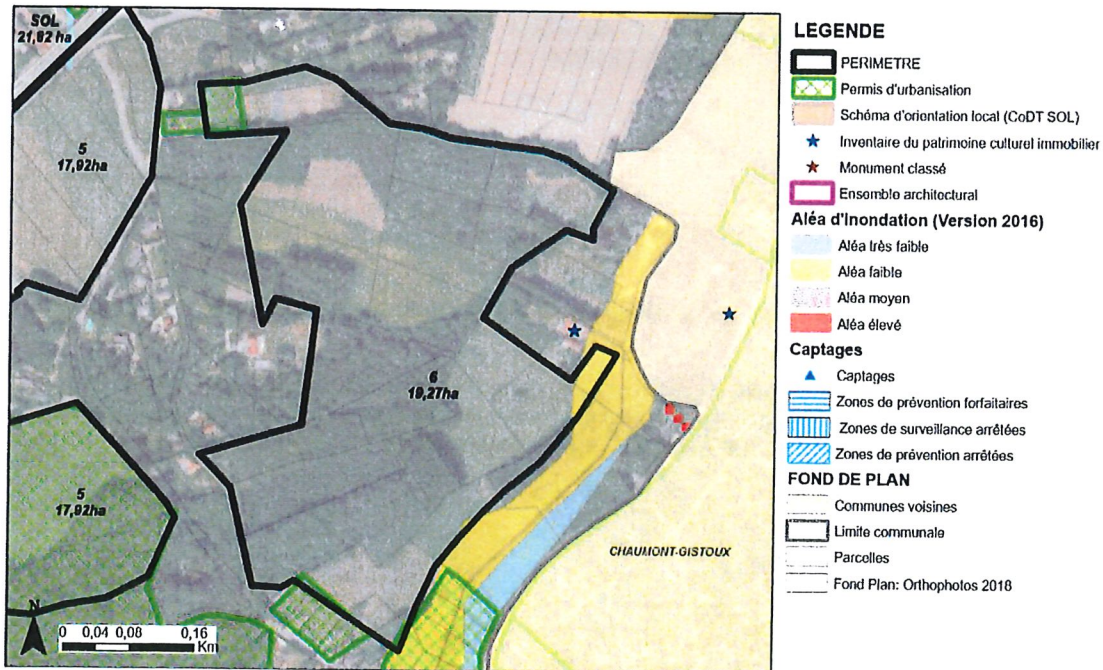 SOL
21,82 ha
5
17,92ha
6
19,27ha
5
17,92ha
CHAUMONT-GISTOUX
N
0 0,04 0,08 0,16
Km
LEGENDE
PERIMETRE
Permis d'urbanisation
Schéma d'orientation local (CoDT SOL)
Inventaire du patrimoine culturel immobilier
Monument classé
Ensemble architectural
Aléa d'Inondation (Version 2016)
Aléa très faible
Aléa faible
Aléa moyen
Aléa élevé
Captages
Captages
Zones de prévention forfaitaires
Zones de surveillance arrêtées
Zones de prévention arrêtées
FOND DE PLAN
Communes voisines
Limite communale
Parcelles
Fond Plan: Orthophotos 2018